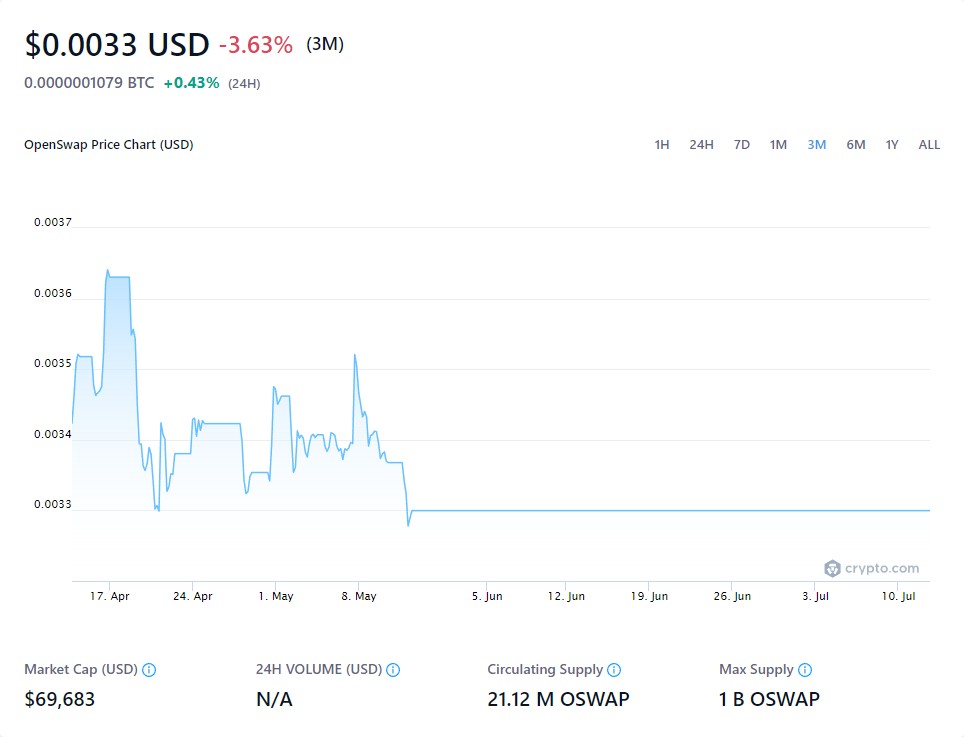 $0.0033 USD -3.63% (3M)
0.0000001079 BTC +0.43% (24H)
OpenSwap Price Chart (USD) 1H 24H 7D 1M 3M 6M 1Y ALL
0.0037
0.0036
0.0035
0.0034
0.0033
crypto.com
17. Apr 24. Apr 1. May 8. May 5. Jun 12. Jun 19. Jun 26. Jun 3. Jul 10. Jul
Market Cap (USD) 24H VOLUME (USD) Circulating Supply Max Supply
$69,683 N/A 21.12 M OSWAP 1 B OSWAP